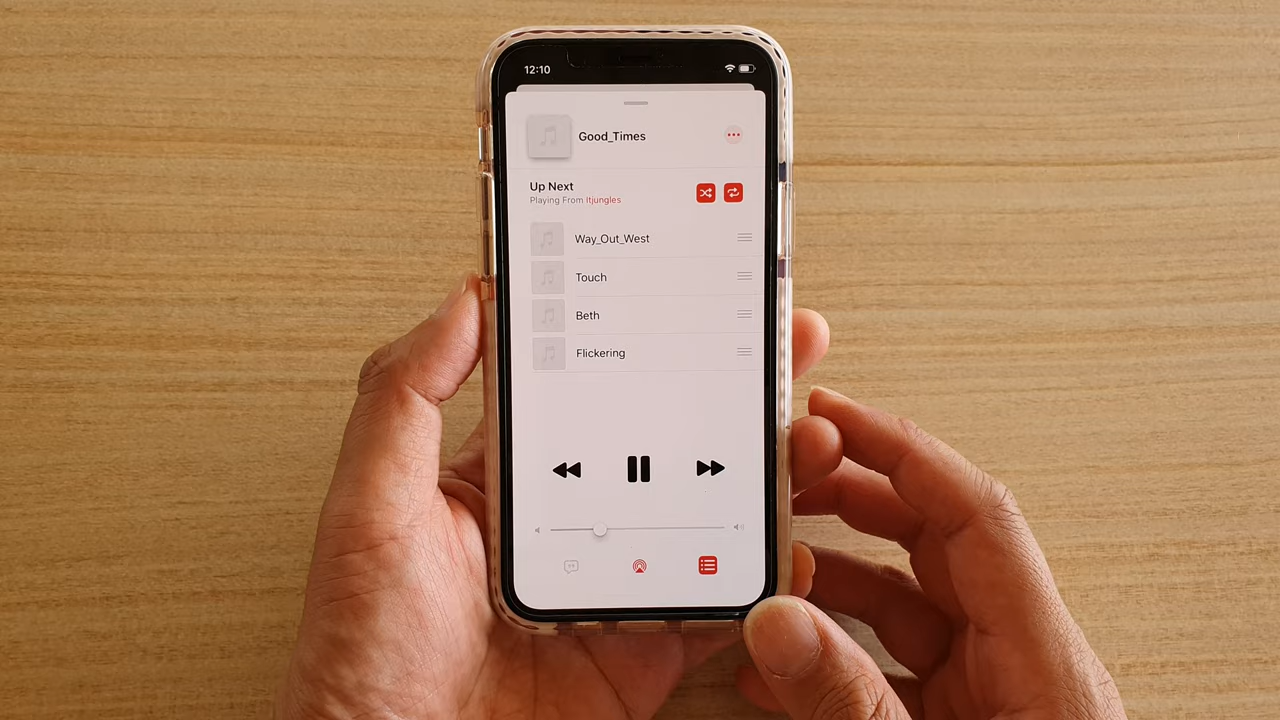 12:10
Good_Times
Up Next
Playing From Itjungles
Way_Out_West
Touch
Beth
Flickering